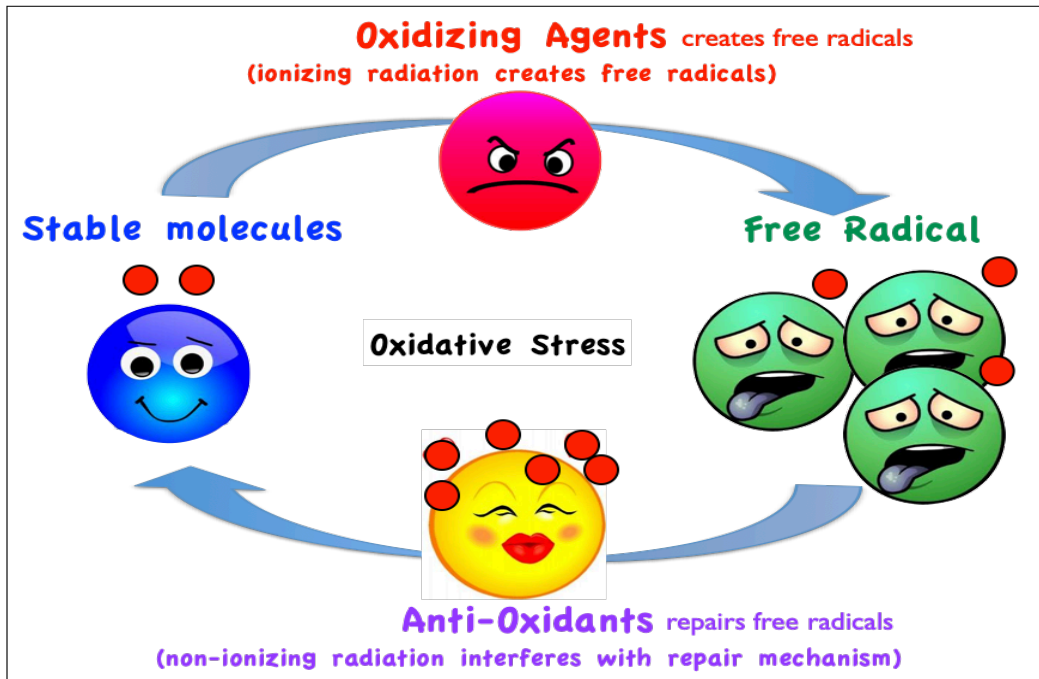 Oxidizing Agents creates free radicals
(ionizing radiation creates free radicals)
Stable molecules
Free Radical
Oxidative Stress
Anti-Oxidants repairs free radicals
(non-ionizing radiation interferes with repair mechanism)